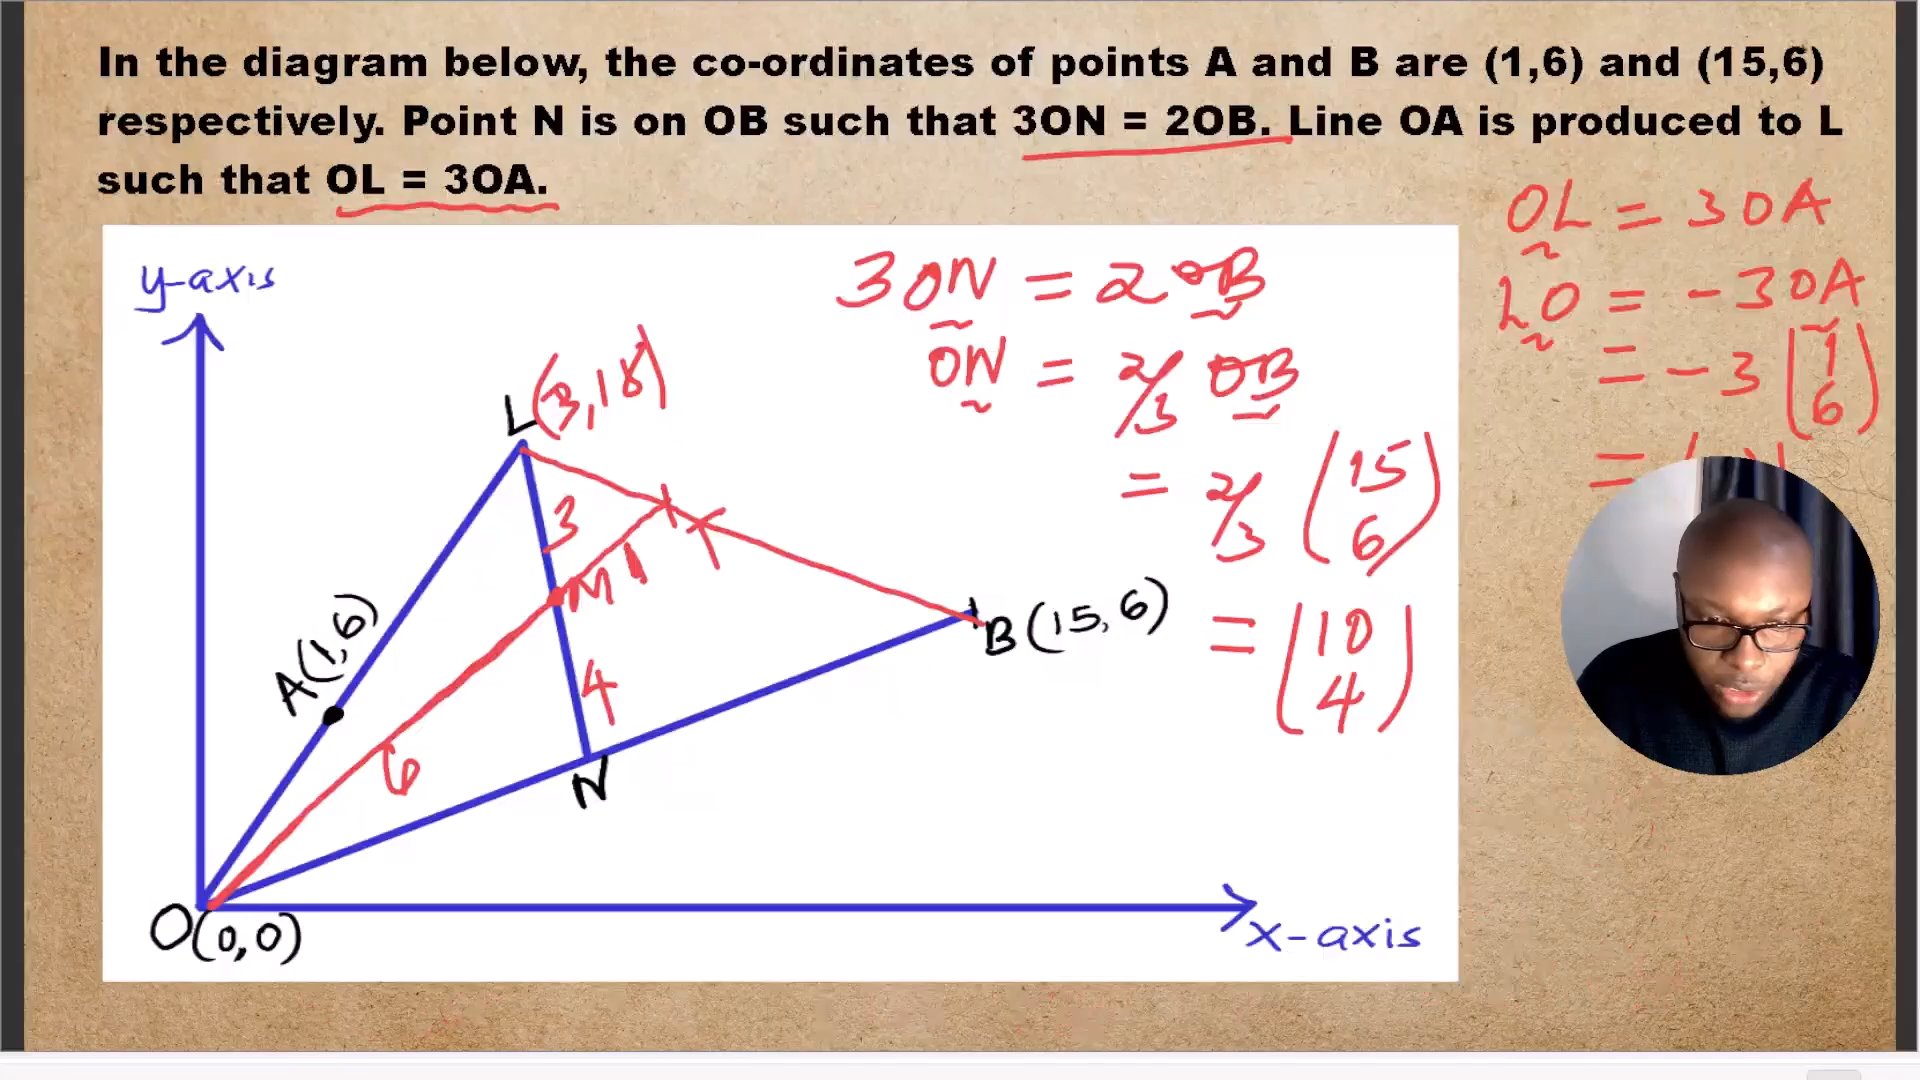 In the diagram below, the co-ordinates of points A and B are (1,6) and (15,6)
respectively. Point N is on OB such that 3ON = 2OB. Line OA is produced to L
such that OL = 3OA.
OL = 3OA
LO = -3OA
= -3 (1 6)
=
y-axis
3ON = 2OB
ON = 2/3 OB
= 2/3 (15 6)
= (10 4)
L (3,18)
3
M 1
A(1,6)
B (15, 6)
4
6
N
O(0,0)
x-axis